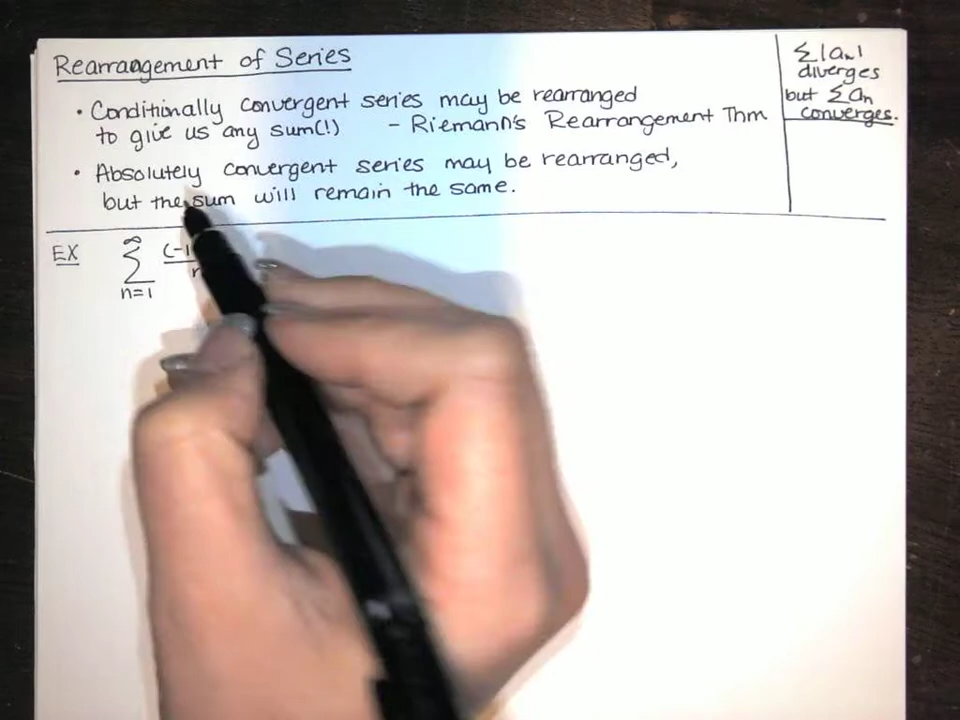 Rearrangement of Series
• Conditionally convergent series may be rearranged
to give us any sum(!) - Riemann's Rearrangement Thm
• Absolutely convergent series may be rearranged,
but the sum will remain the same.
Σ|aₙ|
diverges
but Σaₙ
converges.
EX
∞
Σ (-1
n=1